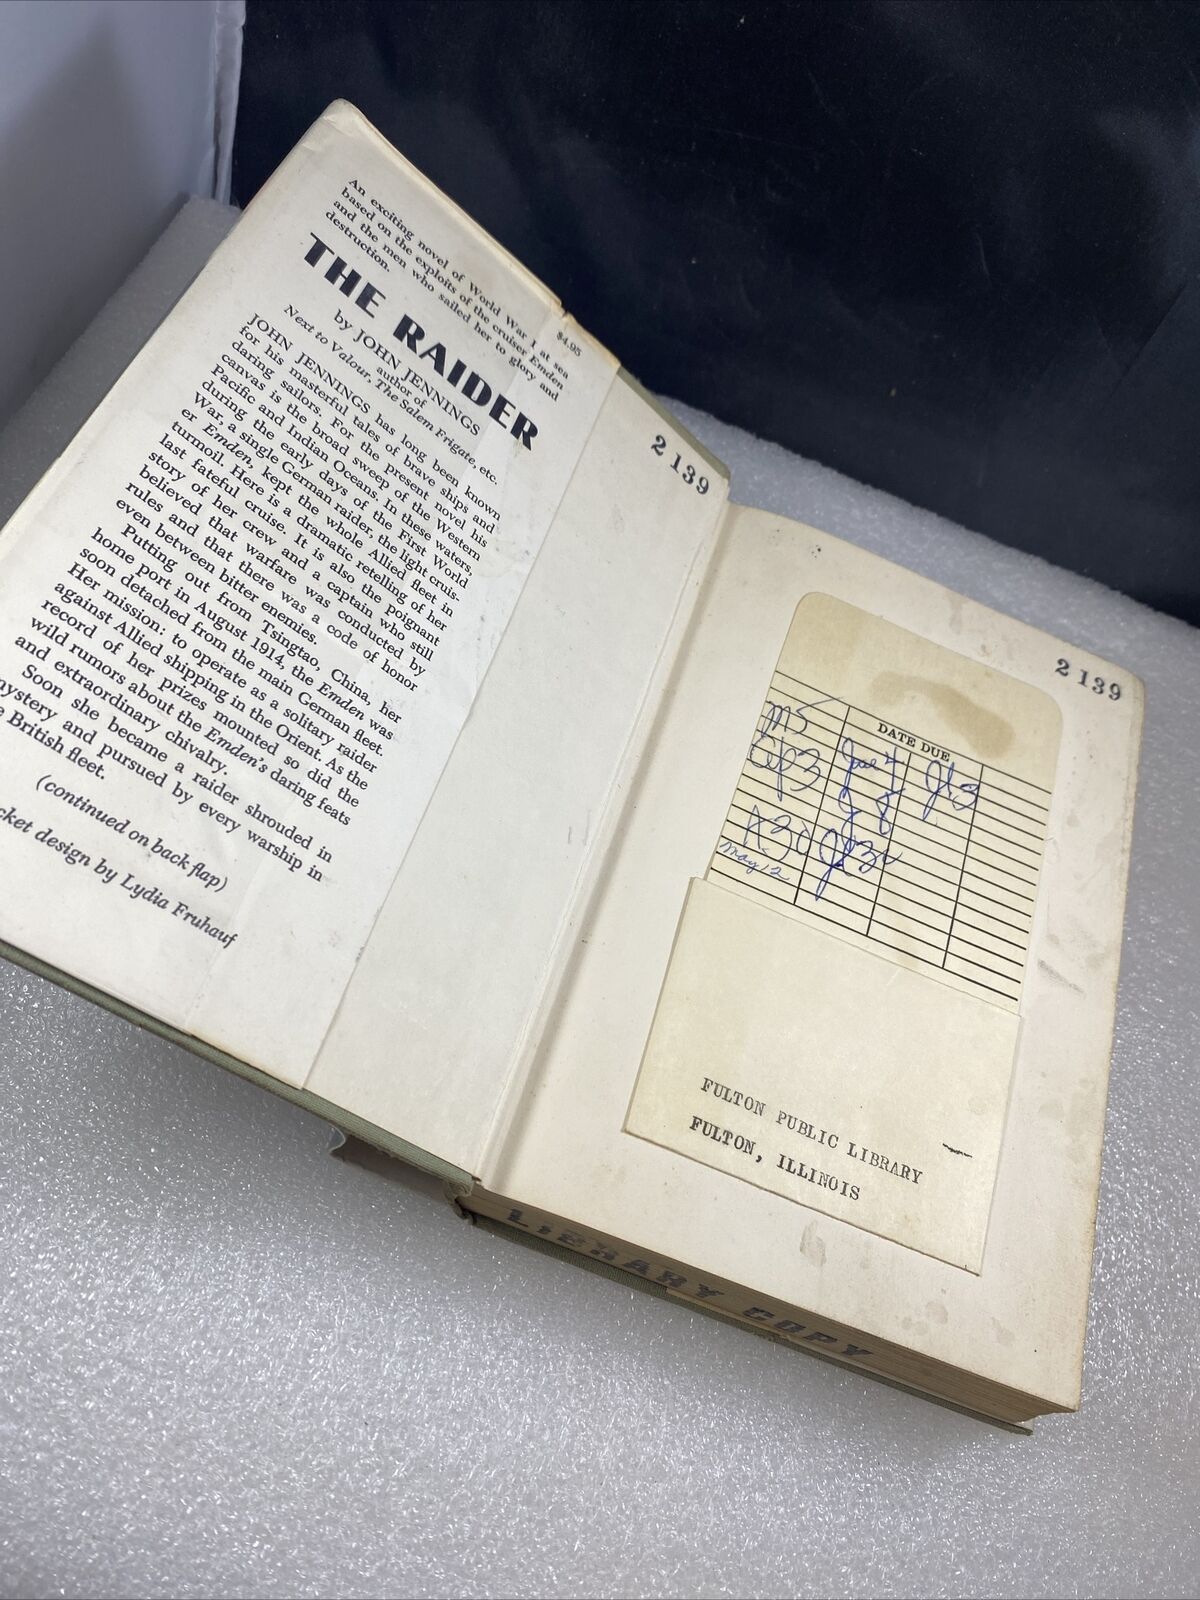 $4.95
An exciting novel of World War I at sea
based on the exploits of the cruiser Emden
and the men who sailed her to glory and
destruction.
THE RAIDER
by JOHN JENNINGS
author of
Next to Valour, The Salem Frigate, etc.
JOHN JENNINGS has long been known
for his masterful tales of brave ships and
daring sailors. For the present novel his
canvas is the broad sweep of the Western
Pacific and Indian Oceans. In these waters,
during the early days of the First World
War, a single German raider, the light cruis-
er Emden, kept the whole Allied fleet in
turmoil. Here is a dramatic retelling of her
last fateful cruise. It is also the poignant
story of her crew and a captain who still
believed that warfare was conducted by
rules and that there was a code of honor
even between bitter enemies.
Putting out from Tsingtao, China, her
home port in August 1914, the Emden was
soon detached from the main German fleet.
Her mission: to operate as a solitary raider
against Allied shipping in the Orient. As the
record of her prizes mounted so did the
wild rumors about the Emden's daring feats
and extraordinary chivalry.
Soon she became a raider shrouded in
mystery and pursued by every warship in
British fleet.
(continued on back flap)
design by Lydia Fruhauf
2139
2139
DATE DUE
M5
Ap3
May 12
FULTON PUBLIC LIBRARY
FULTON, ILLINOIS
LIBRARY COPY